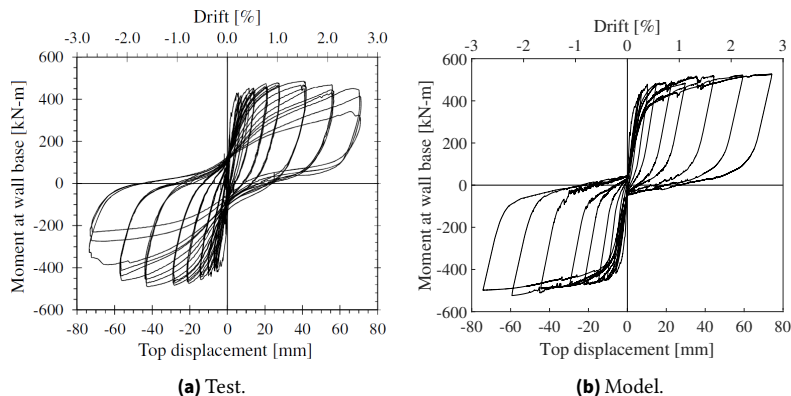 Drift [%]
-3.0 -2.0 -1.0 0.0 1.0 2.0 3.0
600
400
200
0
-200
-400
-600
Moment at wall base [kN-m]
-80 -60 -40 -20 0 20 40 60 80
Top displacement [mm]
(a) Test.
Drift [%]
-3 -2 -1 0 1 2 3
600
400
200
0
-200
-400
-600
Moment at wall base [kN-m]
-80 -60 -40 -20 0 20 40 60 80
Top displacement [mm]
(b) Model.